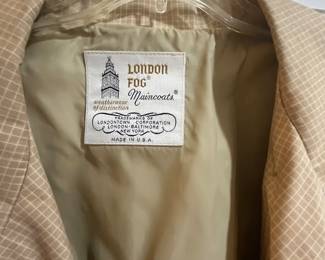 LONDON
FOG®
Maincoats®
weatherwear
of distinction
TRADEMARKS OF
LONDONTOWN CORPORATION
LONDON-BALTIMORE
NEW YORK
MADE IN U.S.A.